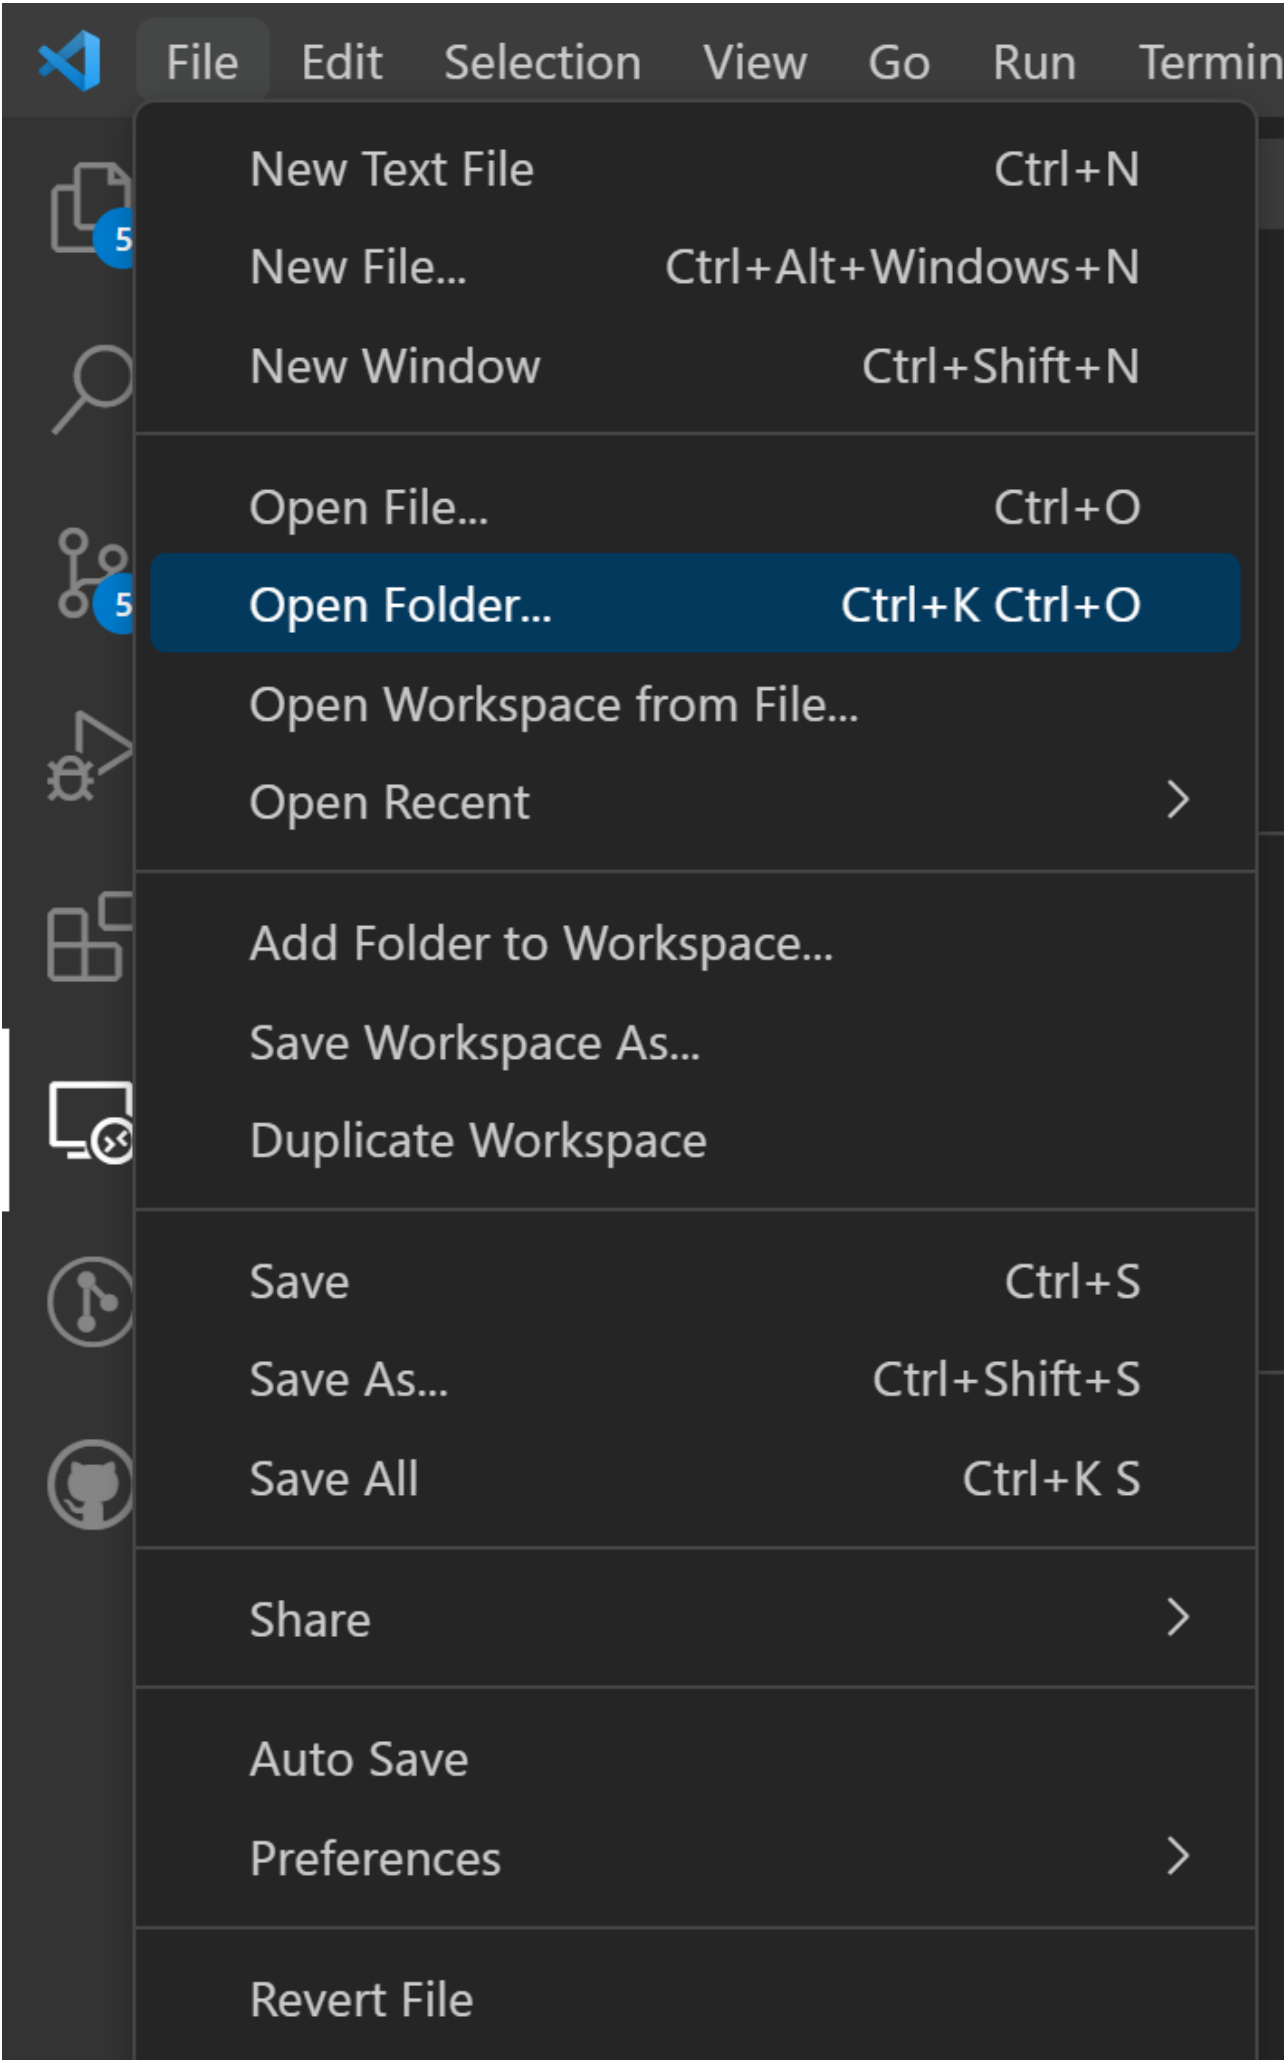 File Edit Selection View Go Run Termin
New Text File Ctrl+N
5
New File... Ctrl+Alt+Windows+N
New Window Ctrl+Shift+N
Open File... Ctrl+O
5
Open Folder... Ctrl+K Ctrl+O
Open Workspace from File...
Open Recent
Add Folder to Workspace...
Save Workspace As...
Duplicate Workspace
Save Ctrl+S
Save As... Ctrl+Shift+S
Save All Ctrl+K S
Share
Auto Save
Preferences
Revert File